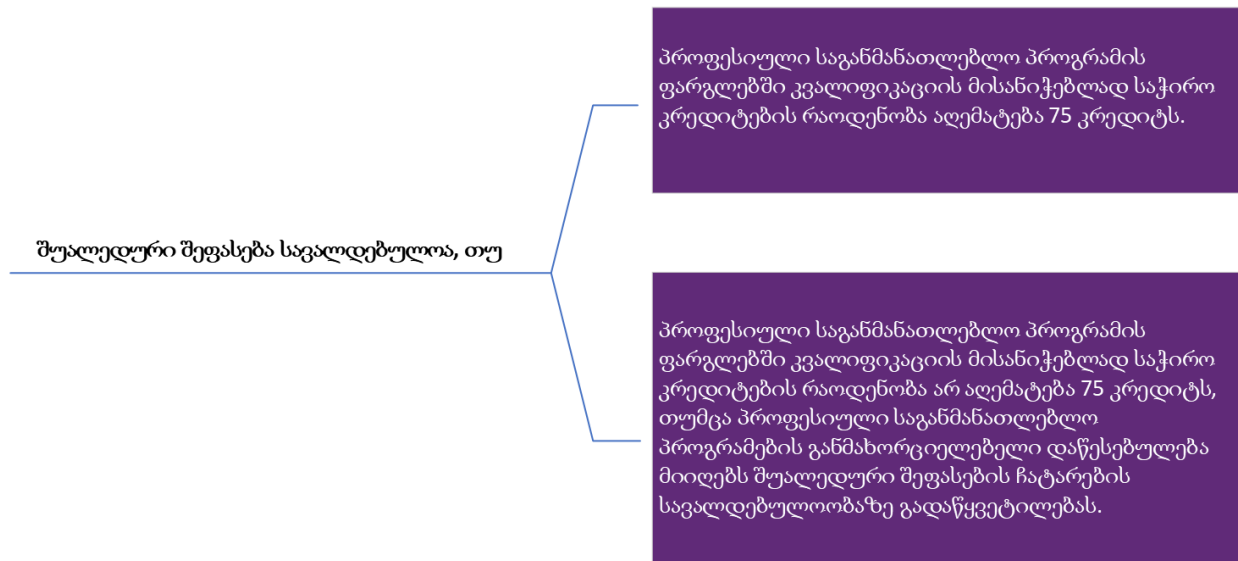 შუალედური შეფასება სავალდებულოა, თუ
პროფესიული საგანმანათლებლო პროგრამის
ფარგლებში კვალიფიკაციის მისანიჭებლად საჭირო
კრედიტების რაოდენობა აღემატება 75 კრედიტს.
პროფესიული საგანმანათლებლო პროგრამის
ფარგლებში კვალიფიკაციის მისანიჭებლად საჭირო
კრედიტების რაოდენობა არ აღემატება 75 კრედიტს,
თუმცა პროფესიული საგანმანათლებლო
პროგრამების განმახორციელებელი დაწესებულება
მიიღებს შუალედური შეფასების ჩატარების
სავალდებულოობაზე გადაწყვეტილებას.